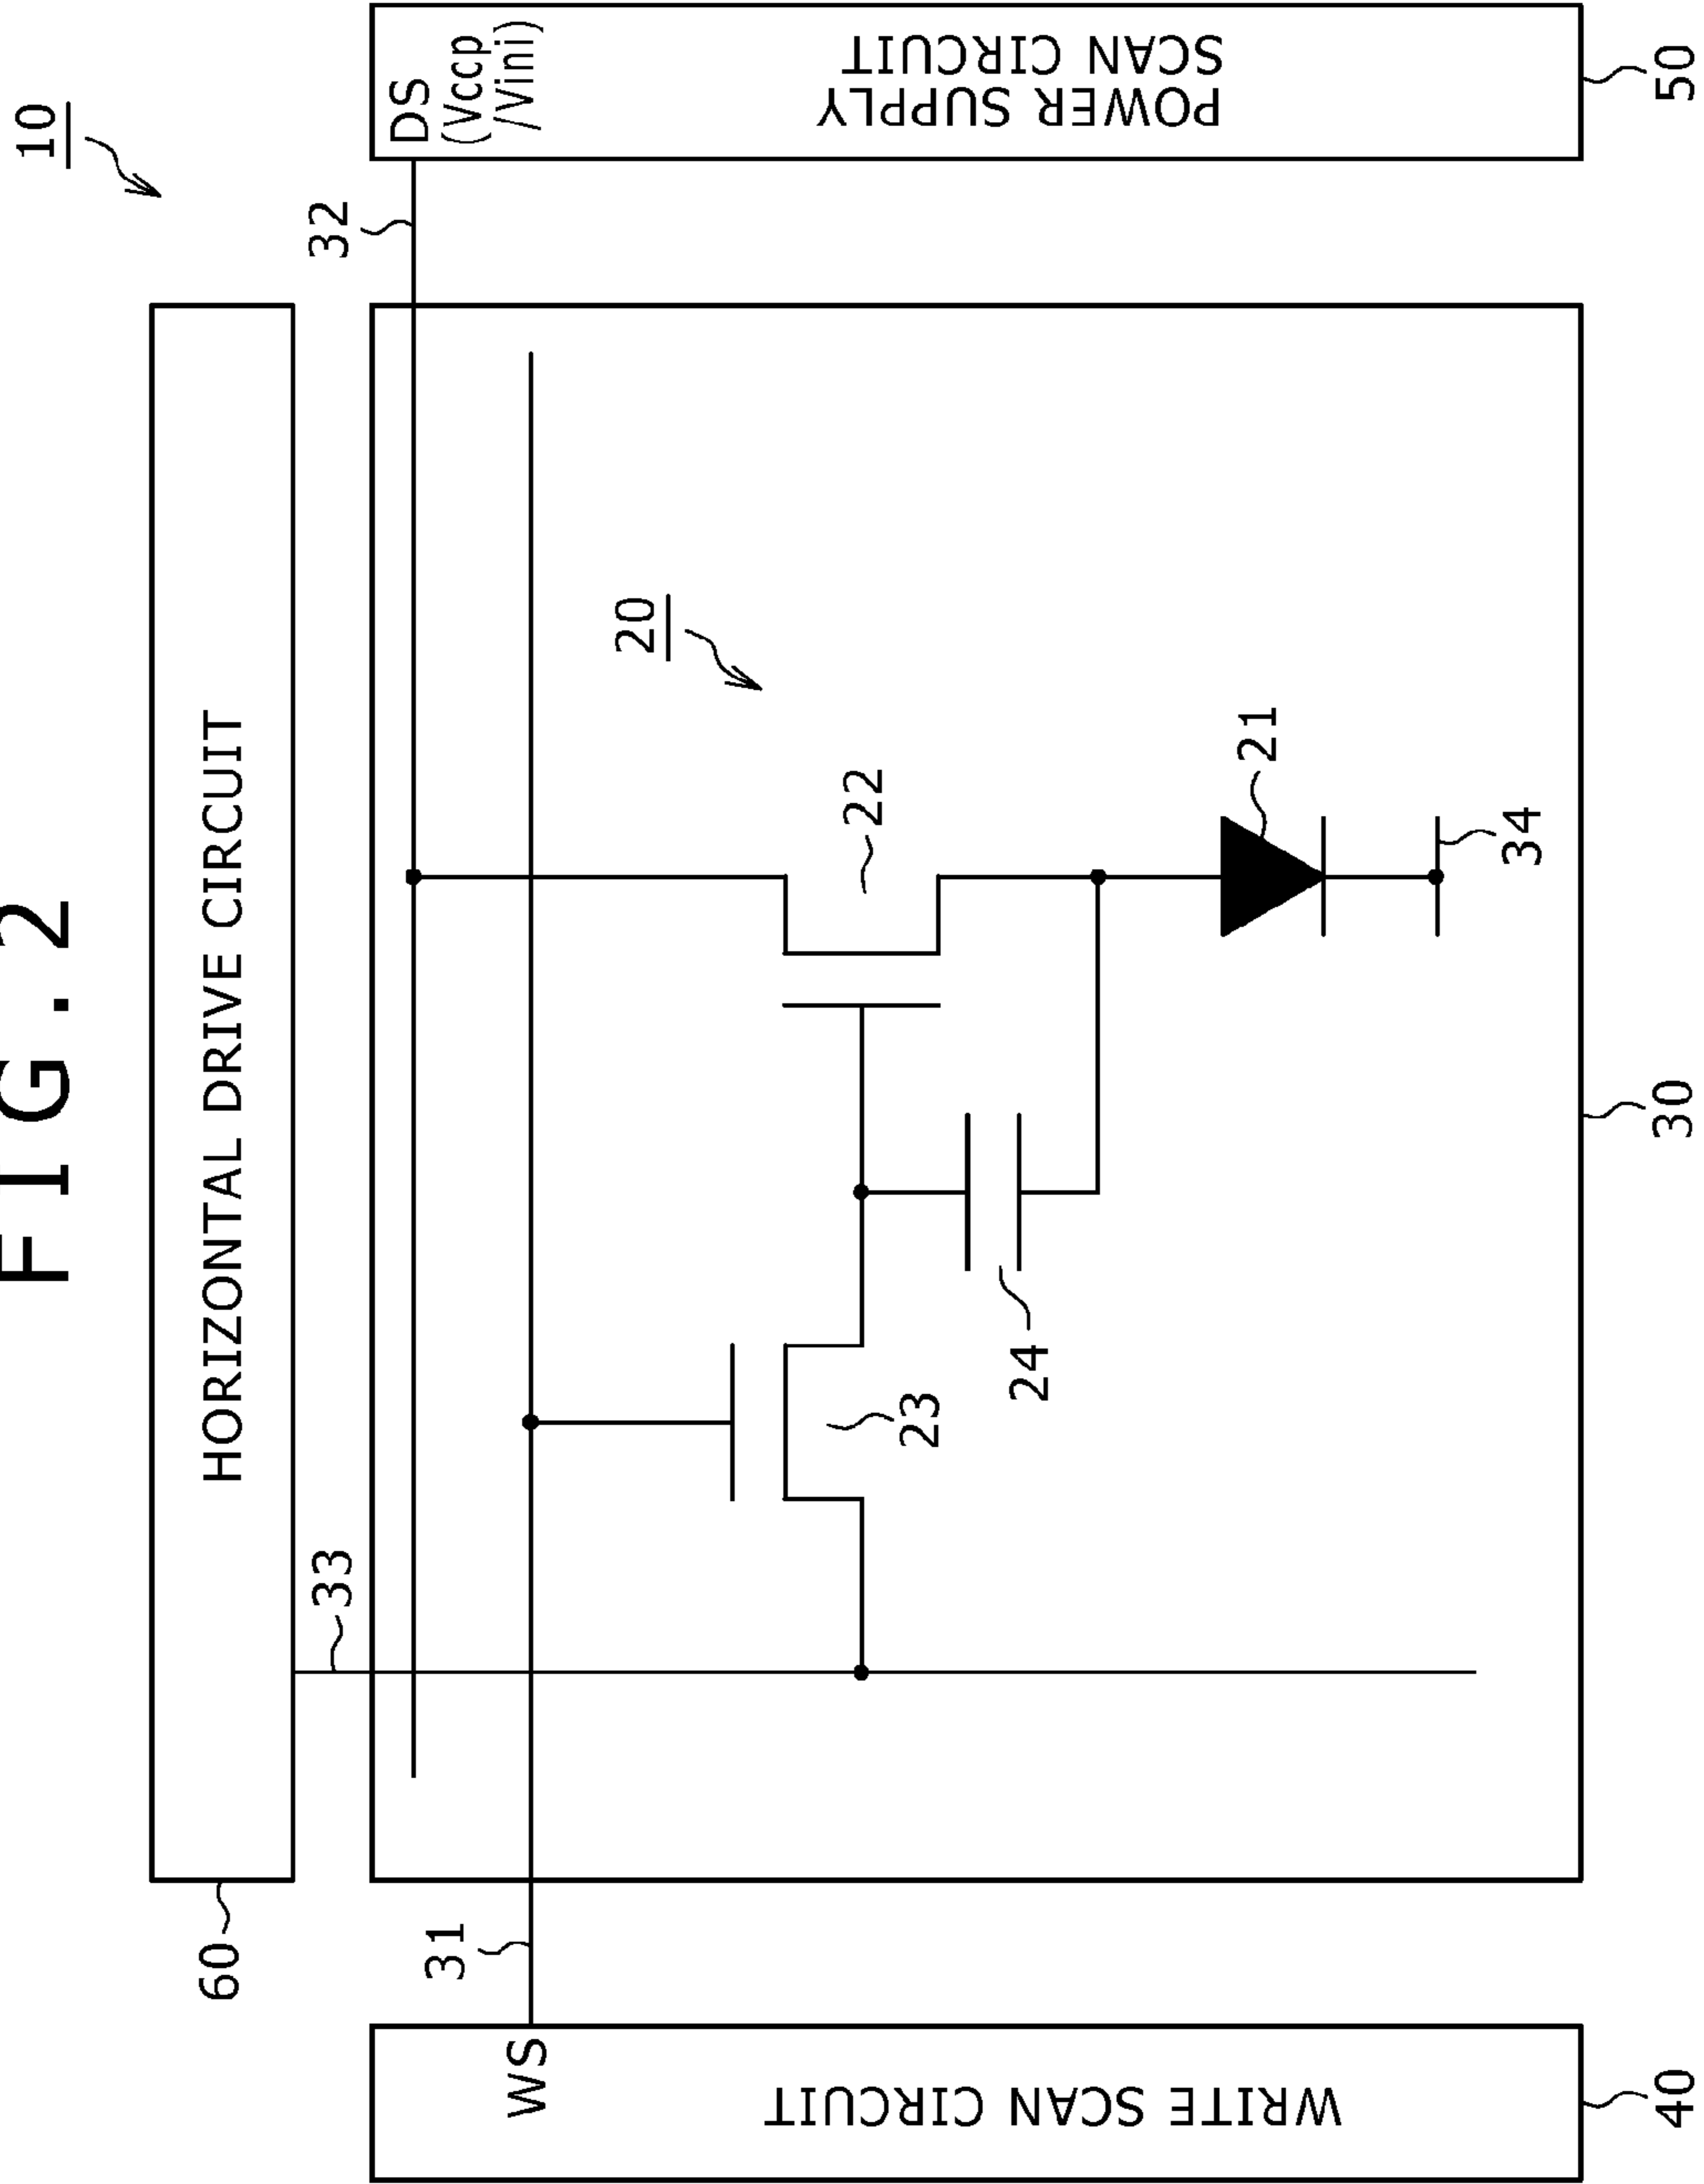 FIG. 2
10
HORIZONTAL DRIVE CIRCUIT
60
33
32
31
WS
DS
(Vccp
/Vini)
20
22
23
24
21
34
WRITE SCAN CIRCUIT
POWER SUPPLY
SCAN CIRCUIT
40
30
50